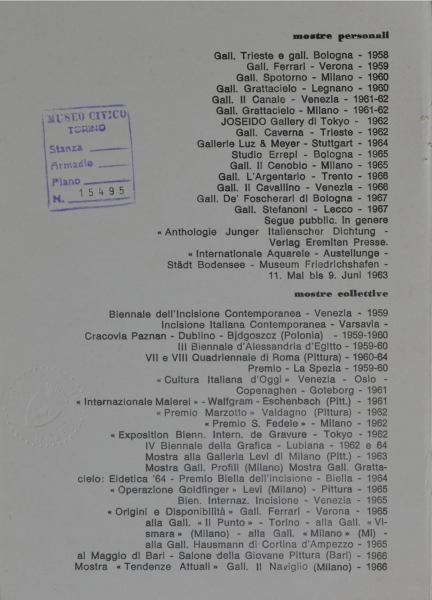 mostre personali
Gall. Trieste e gall. Bologna - 1958
Gall. Ferrari - Verona - 1959
Gall. Spotorno - Milano - 1960
Gall. Grattacielo - Legnano - 1960
Gall. Il Canale - Venezia - 1961-62
Gall. Grattacielo - Milano - 1961-62
JOSEIDO Gallery di Tokyo - 1962
Gall. Caverna - Trieste - 1962
Gallerie Luz & Meyer - Stuttgart - 1964
Studio Errepi - Bologna - 1965
Gall. Il Cenobio - Milano - 1965
Gall. L'Argentario - Trento - 1966
Gall. Il Cavallino - Venezia - 1966
Gall. De' Foscherari di Bologna - 1967
Gall. Stefanoni - Lecco - 1967
Segue pubblic. in genere
« Anthologie Junger Italienscher Dichtung -
Verlag Eremiten Presse.
« Internationale Aquarele - Austellunge -
Städt Bodensee - Museum Friedrichshafen -
11. Mai bis 9. Juni 1963
MUSEO CIVICO
TORINO
Stanza
Armadio
Piano
N. 15495
mostre collettive
Biennale dell'Incisione Contemporanea - Venezia - 1959
Incisione Italiana Contemporanea - Varsavia -
Cracovia Paznan - Dublino - Bjdgoszcz (Polonia) - 1959-1960
III Biennale d'Alessandria d'Egitto - 1959-60
VII e VIII Quadriennale di Roma (Pittura) - 1960-64
Premio - La Spezia - 1959-60
« Cultura Italiana d'Oggi » Venezia - Oslo -
Copenaghen - Goteborg - 1961
« Internationale Malerei » - Walfgram - Eschenbach (Pitt.) - 1961
« Premio Marzotto » Valdagno (Pittura) - 1962
« Premio S. Fedele » - Milano - 1962
« Exposition Bienn. Intern. de Gravure - Tokyo - 1962
IV Biennale della Grafica - Lubiana - 1962 e 64
Mostra alla Galleria Levi di Milano (Pitt.) - 1963
Mostra Gall. Profili (Milano) Mostra Gall. Gratta-
cielo: Eidetica '64 - Premio Biella dell'incisione - Biella - 1964
« Operazione Goldfinger » Levi (Milano) - Pittura - 1965
Bien. Internaz. Incisione - Venezia - 1965
« Origini e Disponibilità » Gall. Ferrari - Verona - 1965
alla Gall. « Il Punto » - Torino - alla Gall. « Vi-
smara » (Milano) - alla Gall. « Milano » (Mi) -
alla Gall. Hausmann di Cortina d'Ampezzo - 1965
al Maggio di Bari - Salone della Giovane Pittura (Bari) - 1966
Mostra « Tendenze Attuali » Gall. Il Naviglio (Milano) - 1966